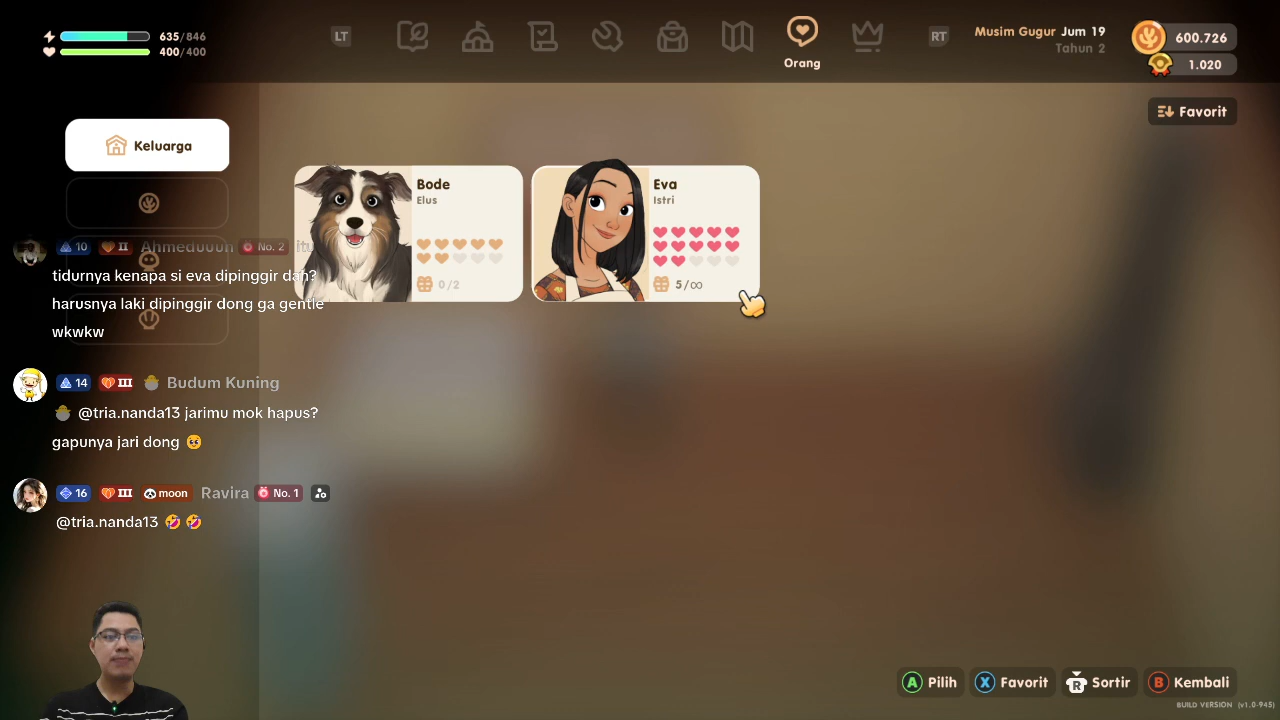 635/846
400/400
LT
Orang
RT
Musim Gugur Jum 19
Tahun 2
600.726
1.020
Favorit
Keluarga
Bode
Elus
0/2
Eva
Istri
5/∞
10 II Ahmeduuuh No. 2 itu
tidurnya kenapa si eva dipinggir dah?
harusnya laki dipinggir dong ga gentle
wkwkw
14 III Budum Kuning
@tria.nanda13 jarimu mok hapus?
gapunya jari dong
16 III moon Ravira No. 1
@tria.nanda13
A Pilih
X Favorit
R Sortir
B Kembali
BUILD VERSION (v1.0-945)